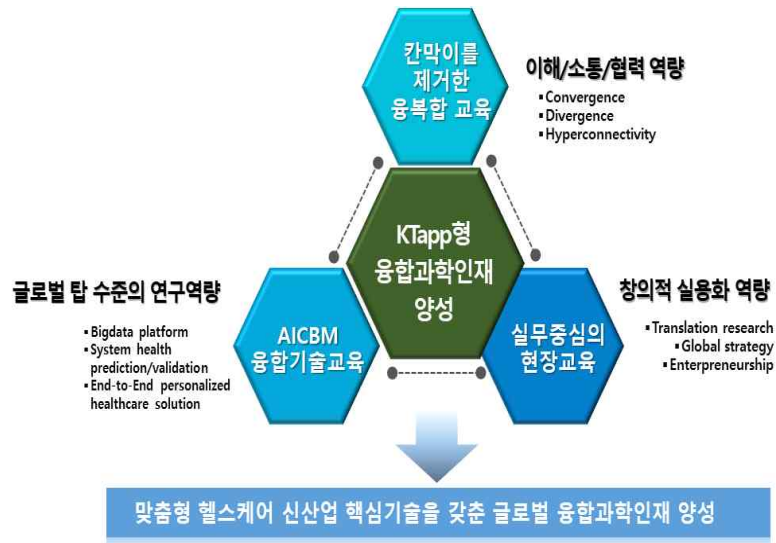 칸막이를
제거한
융복합 교육
이해/소통/협력 역량
▪Convergence
▪Divergence
▪Hyperconnectivity
KTapp형
융합과학인재
양성
글로벌 탑 수준의 연구역량
▪Bigdata platform
▪System health
prediction/validation
▪End-to-End personalized
healthcare solution
AICBM
융합기술교육
실무중심의
현장교육
창의적 실용화 역량
▪Translation research
▪Global strategy
▪Enterpreneurship
맞춤형 헬스케어 신산업 핵심기술을 갖춘 글로벌 융합과학인재 양성